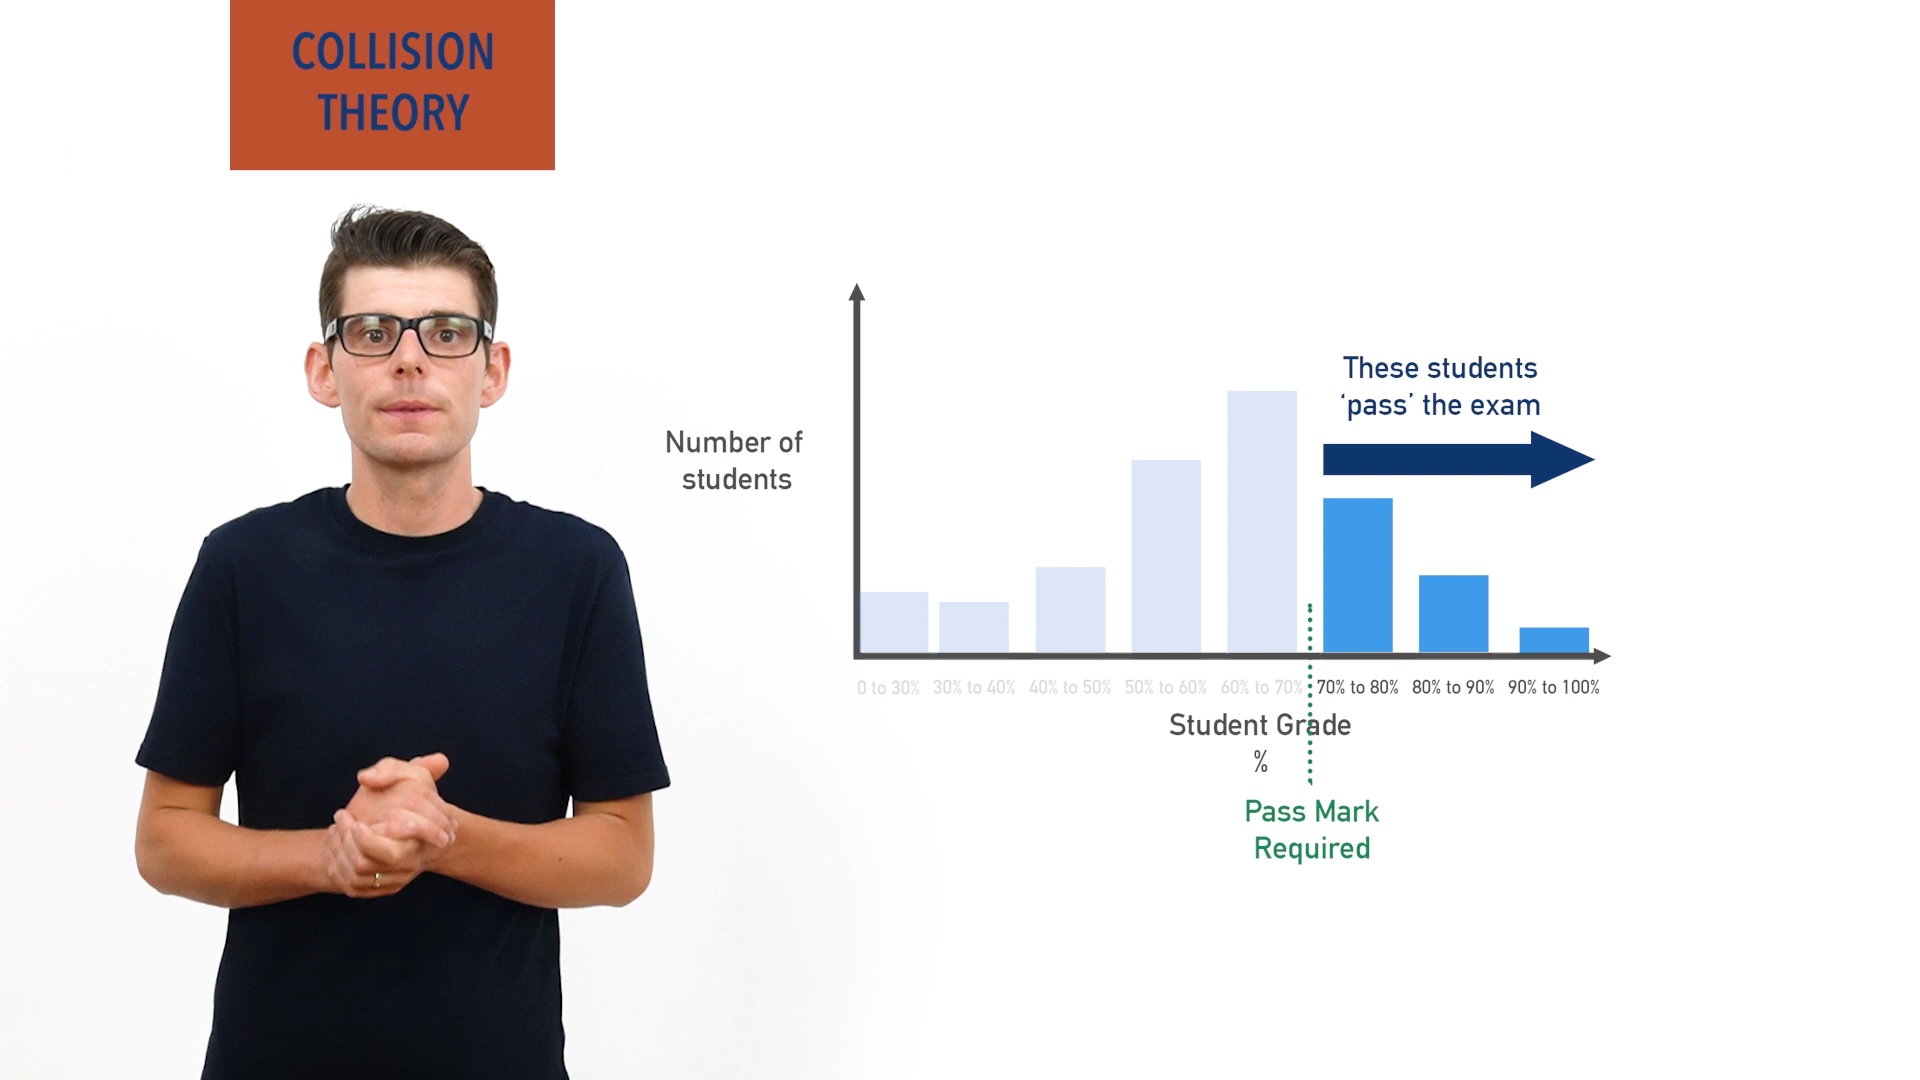 COLLISION
THEORY
Number of
students
These students
‘pass’ the exam
0 to 30% 30% to 40% 40% to 50% 50% to 60% 60% to 70% 70% to 80% 80% to 90% 90% to 100%
Student Grade
%
Pass Mark
Required